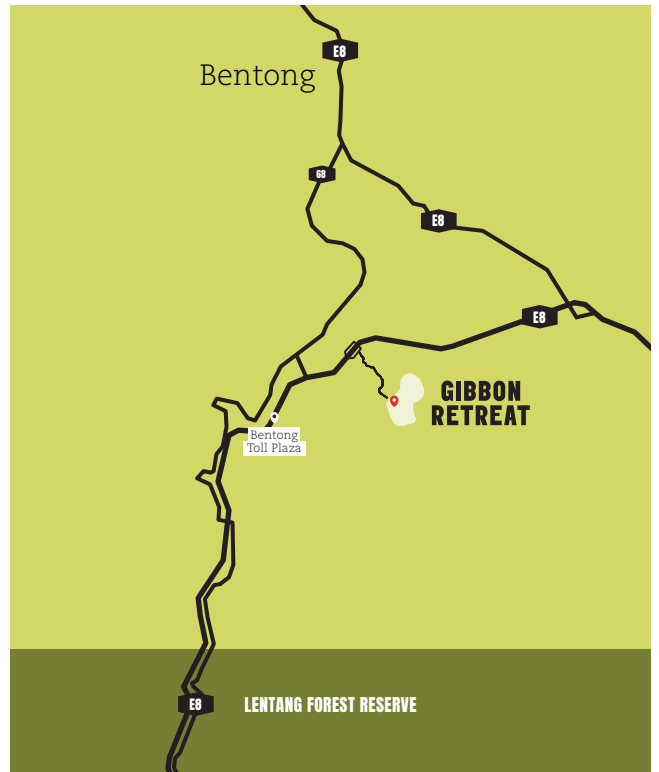 E8
Bentong
68
E8
E8
GIBBON
RETREAT
Bentong
Toll Plaza
E8
LENTANG FOREST RESERVE